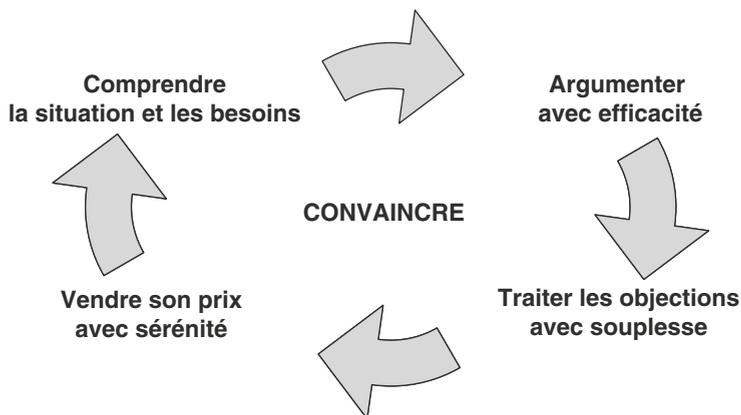 Comprendre
la situation et les besoins
Argumenter
avec efficacité
CONVAINCRE
Vendre son prix
avec sérénité
Traiter les objections
avec souplesse